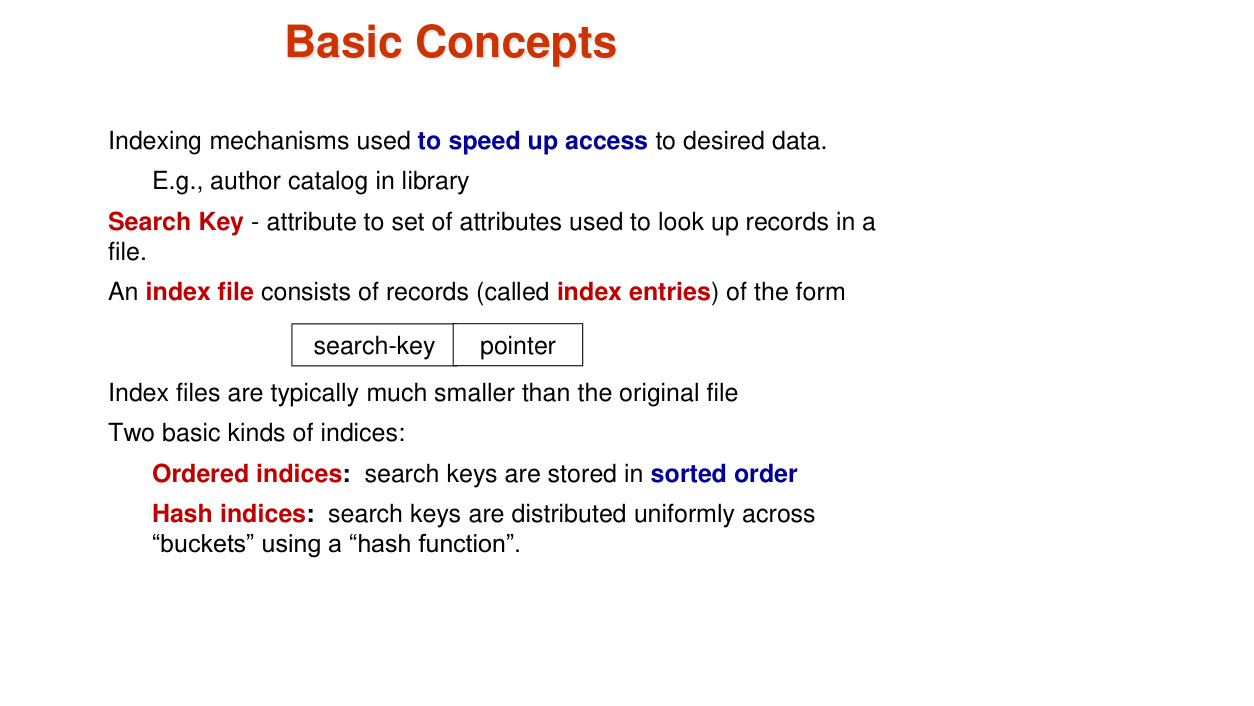 Basic Concepts
Indexing mechanisms used to speed up access to desired data.
E.g., author catalog in library
Search Key - attribute to set of attributes used to look up records in a
file.
An index file consists of records (called index entries) of the form
search-key pointer
Index files are typically much smaller than the original file
Two basic kinds of indices:
Ordered indices:  search keys are stored in sorted order
Hash indices:  search keys are distributed uniformly across
“buckets” using a “hash function”.